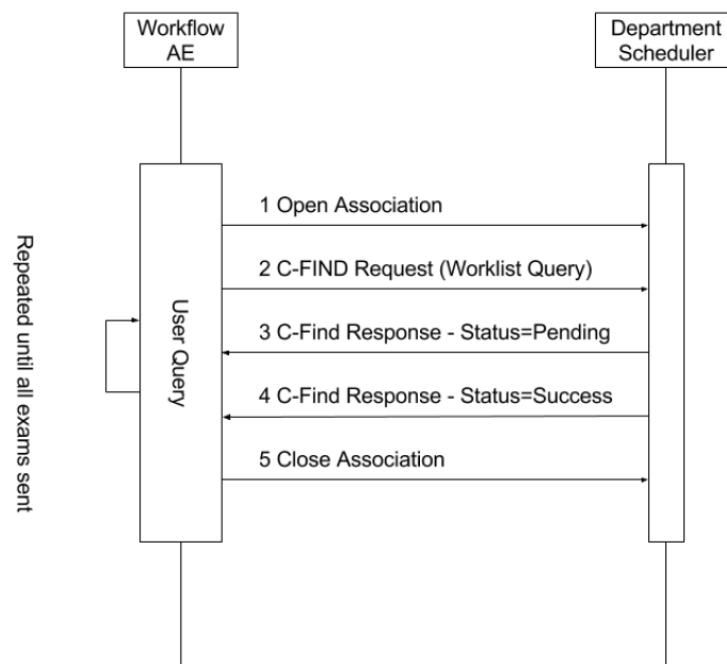 Workflow
AE
Department
Scheduler
1 Open Association
2 C-FIND Request (Worklist Query)
3 C-Find Response - Status=Pending
4 C-Find Response - Status=Success
5 Close Association
User Query
Repeated until all exams sent